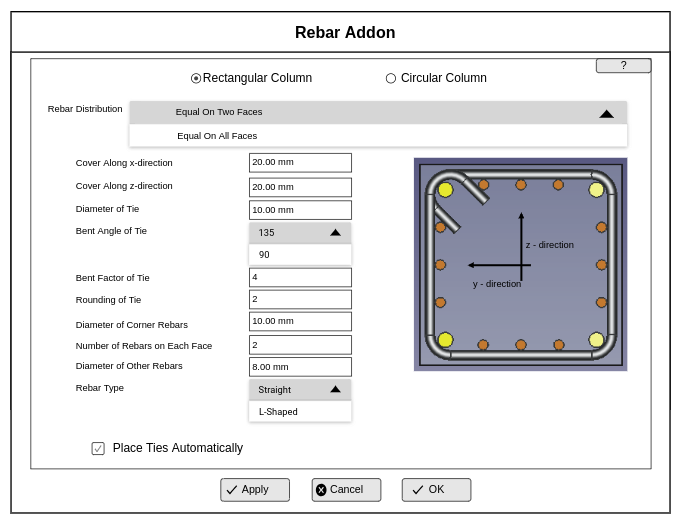 Rebar Addon
?
Rectangular Column
Circular Column
Rebar Distribution
Equal On Two Faces
Equal On All Faces
Cover Along x-direction
20.00 mm
Cover Along z-direction
20.00 mm
Diameter of Tie
10.00 mm
Bent Angle of Tie
135
90
z - direction
y - direction
Bent Factor of Tie
4
Rounding of Tie
2
Diameter of Corner Rebars
10.00 mm
Number of Rebars on Each Face
2
Diameter of Other Rebars
8.00 mm
Rebar Type
Straight
L-Shaped
Place Ties Automatically
Apply
Cancel
OK